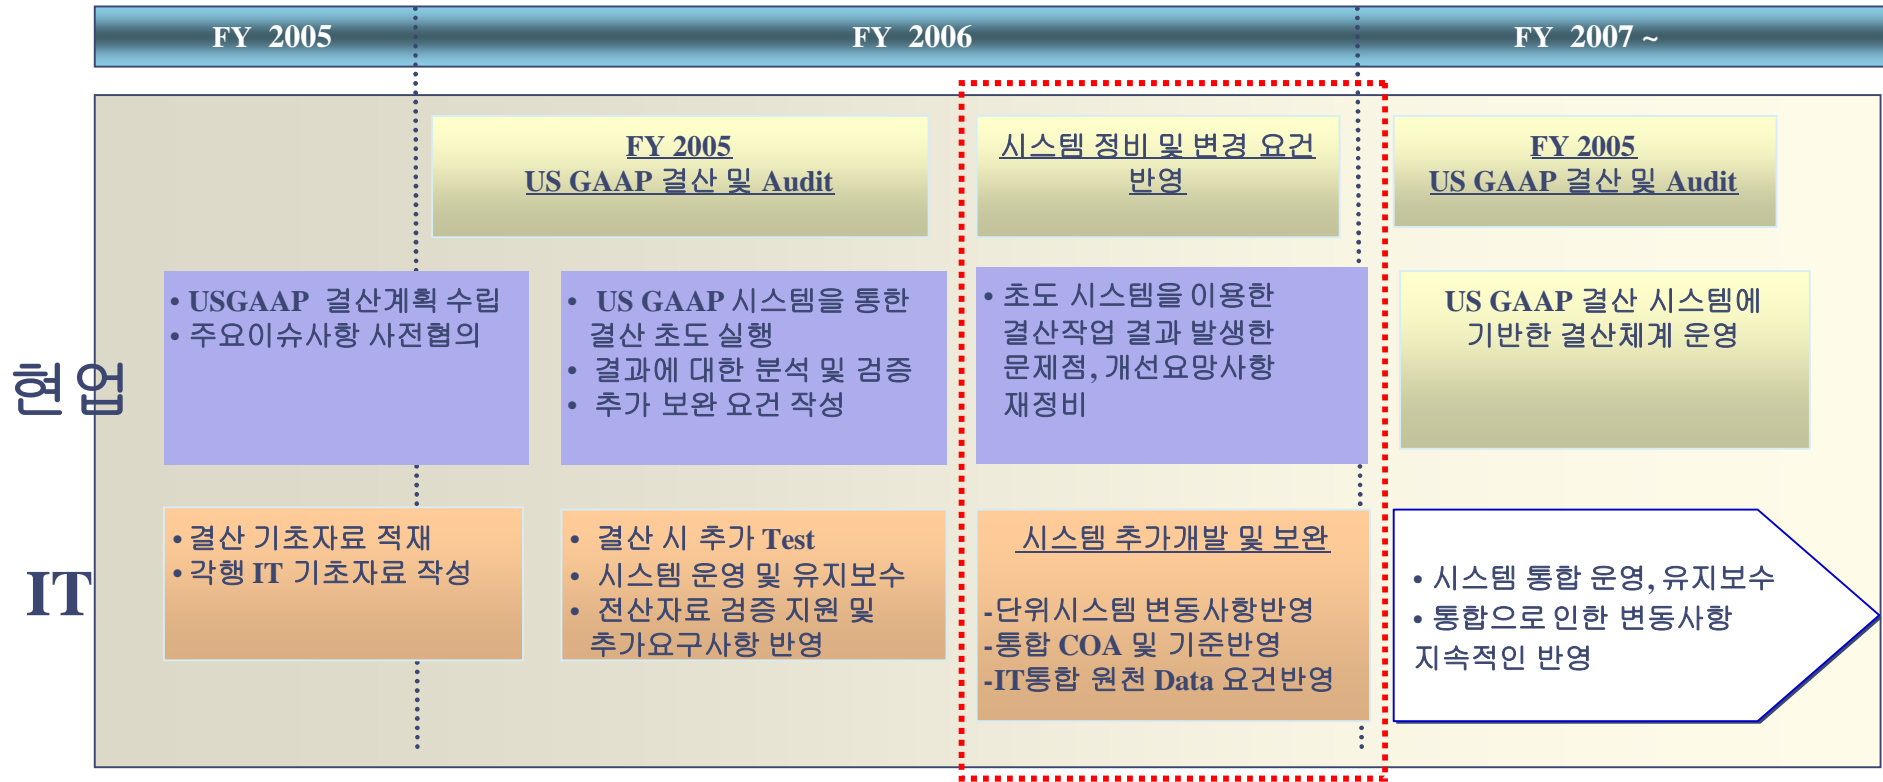 FY 2005
FY 2006
FY 2007 ~
FY 2005
US GAAP 결산 및 Audit
시스템 정비 및 변경 요건
반영
FY 2005
US GAAP 결산 및 Audit
현업
• USGAAP 결산계획 수립
• 주요이슈사항 사전협의
• US GAAP 시스템을 통한
결산 초도 실행
• 결과에 대한 분석 및 검증
• 추가 보완 요건 작성
• 초도 시스템을 이용한
결산작업 결과 발생한
문제점, 개선요망사항
재정비
US GAAP 결산 시스템에
기반한 결산체계 운영
IT
• 결산 기초자료 적재
• 각행 IT 기초자료 작성
• 결산 시 추가 Test
• 시스템 운영 및 유지보수
• 전산자료 검증 지원 및
추가요구사항 반영
시스템 추가개발 및 보완
-단위시스템 변동사항반영
-통합 COA 및 기준반영
-IT통합 원천 Data 요건반영
• 시스템 통합 운영, 유지보수
• 통합으로 인한 변동사항
지속적인 반영